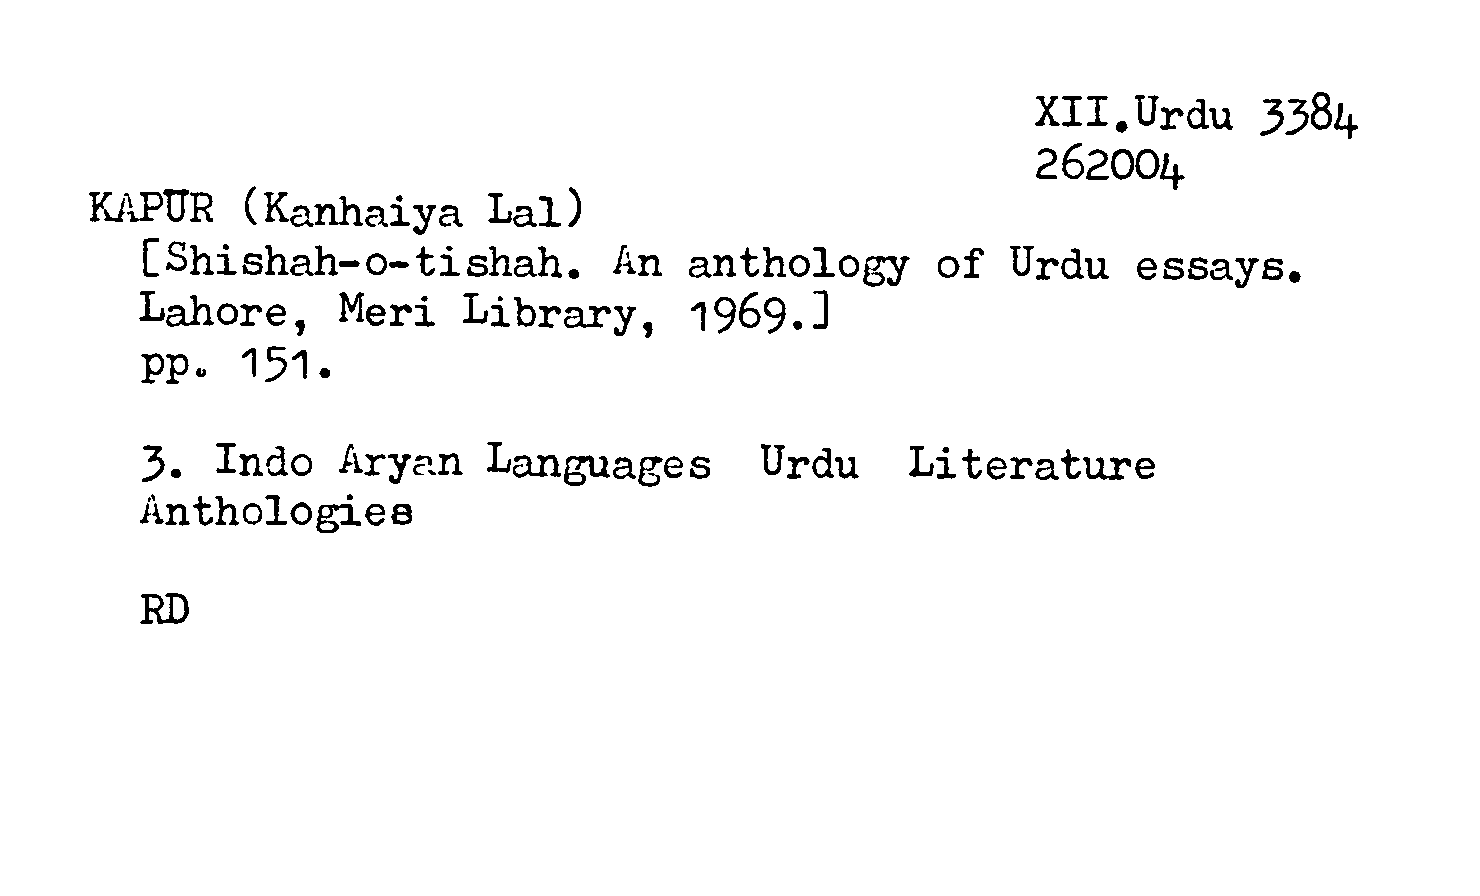 XII.Urdu 3384
262004
KAPUR (Kanhaiya Lal)
[Shishah-o-tishah. An anthology of Urdu essays.
Lahore, Meri Library, 1969.]
pp. 151.
3. Indo Aryan Languages Urdu Literature
Anthologies
RD